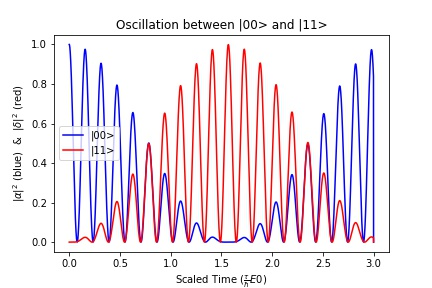 Oscillation between |00> and |11>
|α|² (blue) & |δ|² (red)
1.0
0.8
0.6
0.4
0.2
0.0
|00>
|11>
0.0 0.5 1.0 1.5 2.0 2.5 3.0
Scaled Time (τ/ħ E0)